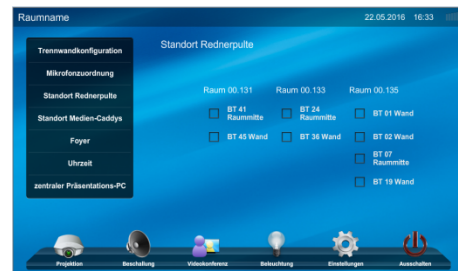 Raumname
22.05.2016 16:33
Trennwandkonfiguration
Mikrofonzuordnung
Standort Rednerpulte
Standort Medien-Caddys
Foyer
Uhrzeit
zentraler Präsentations-PC
Standort Rednerpulte
Raum 00.131
Raum 00.133
Raum 00.135
BT 41
Raummitte
BT 24
Raummitte
BT 01 Wand
BT 45 Wand
BT 36 Wand
BT 02 Wand
BT 07
Raummitte
BT 19 Wand
Projektion
Beschallung
Videokonferenz
Beleuchtung
Einstellungen
Ausschalten